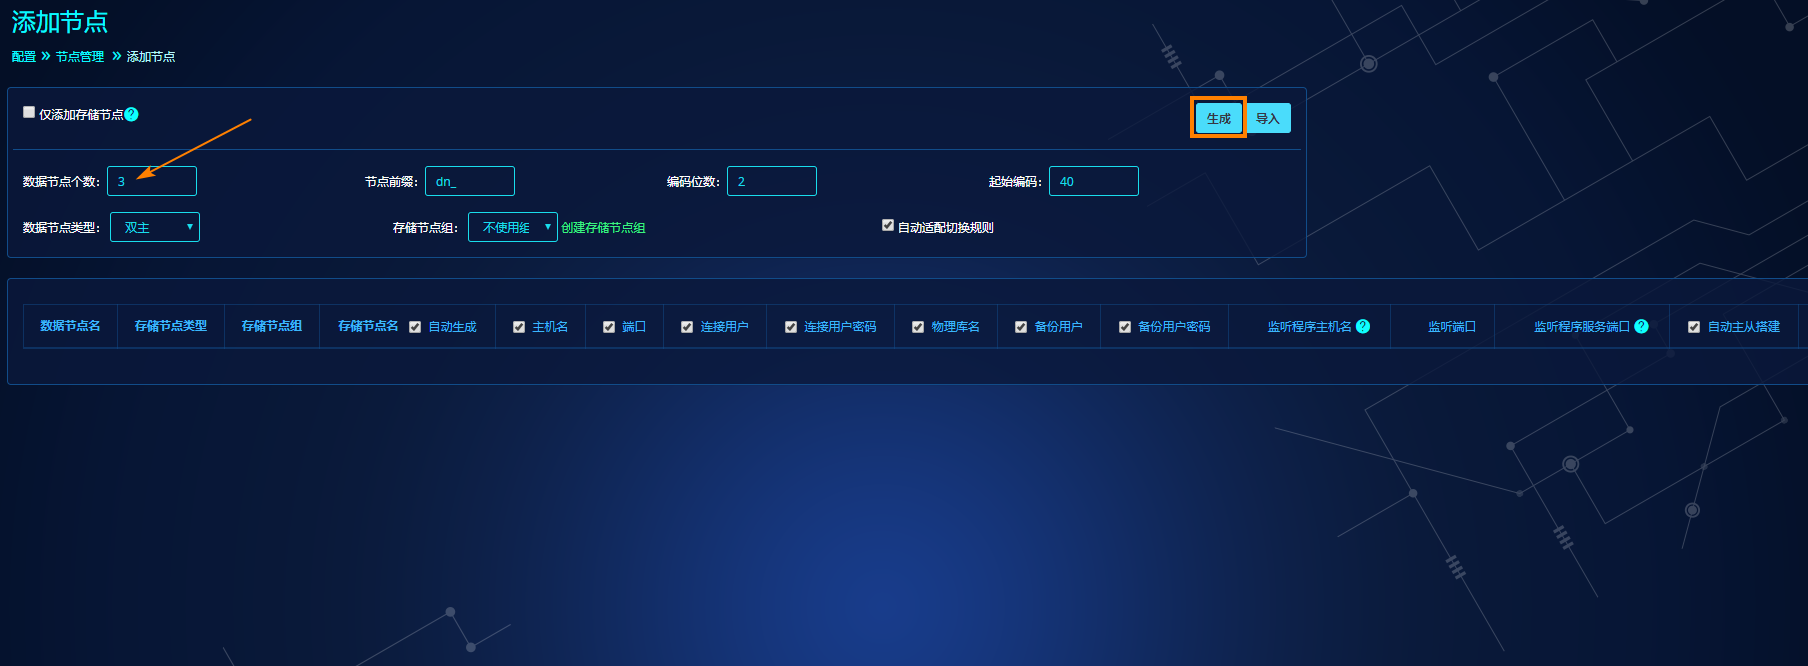 添加节点
配置 » 节点管理 » 添加节点
仅添加存储节点 ? 生成 导入
数据节点个数: 3 节点前缀: dn_ 编码位数: 2 起始编码: 40
数据节点类型: 双主 存储节点组: 不使用组 创建存储节点组 自动适配切换规则
数据节点名 存储节点类型 存储节点组 存储节点名 自动生成 主机名 端口 连接用户 连接用户密码 物理库名 备份用户 备份用户密码 监听程序主机名 ? 监听端口 监听程序服务端口 ? 自动主从搭建